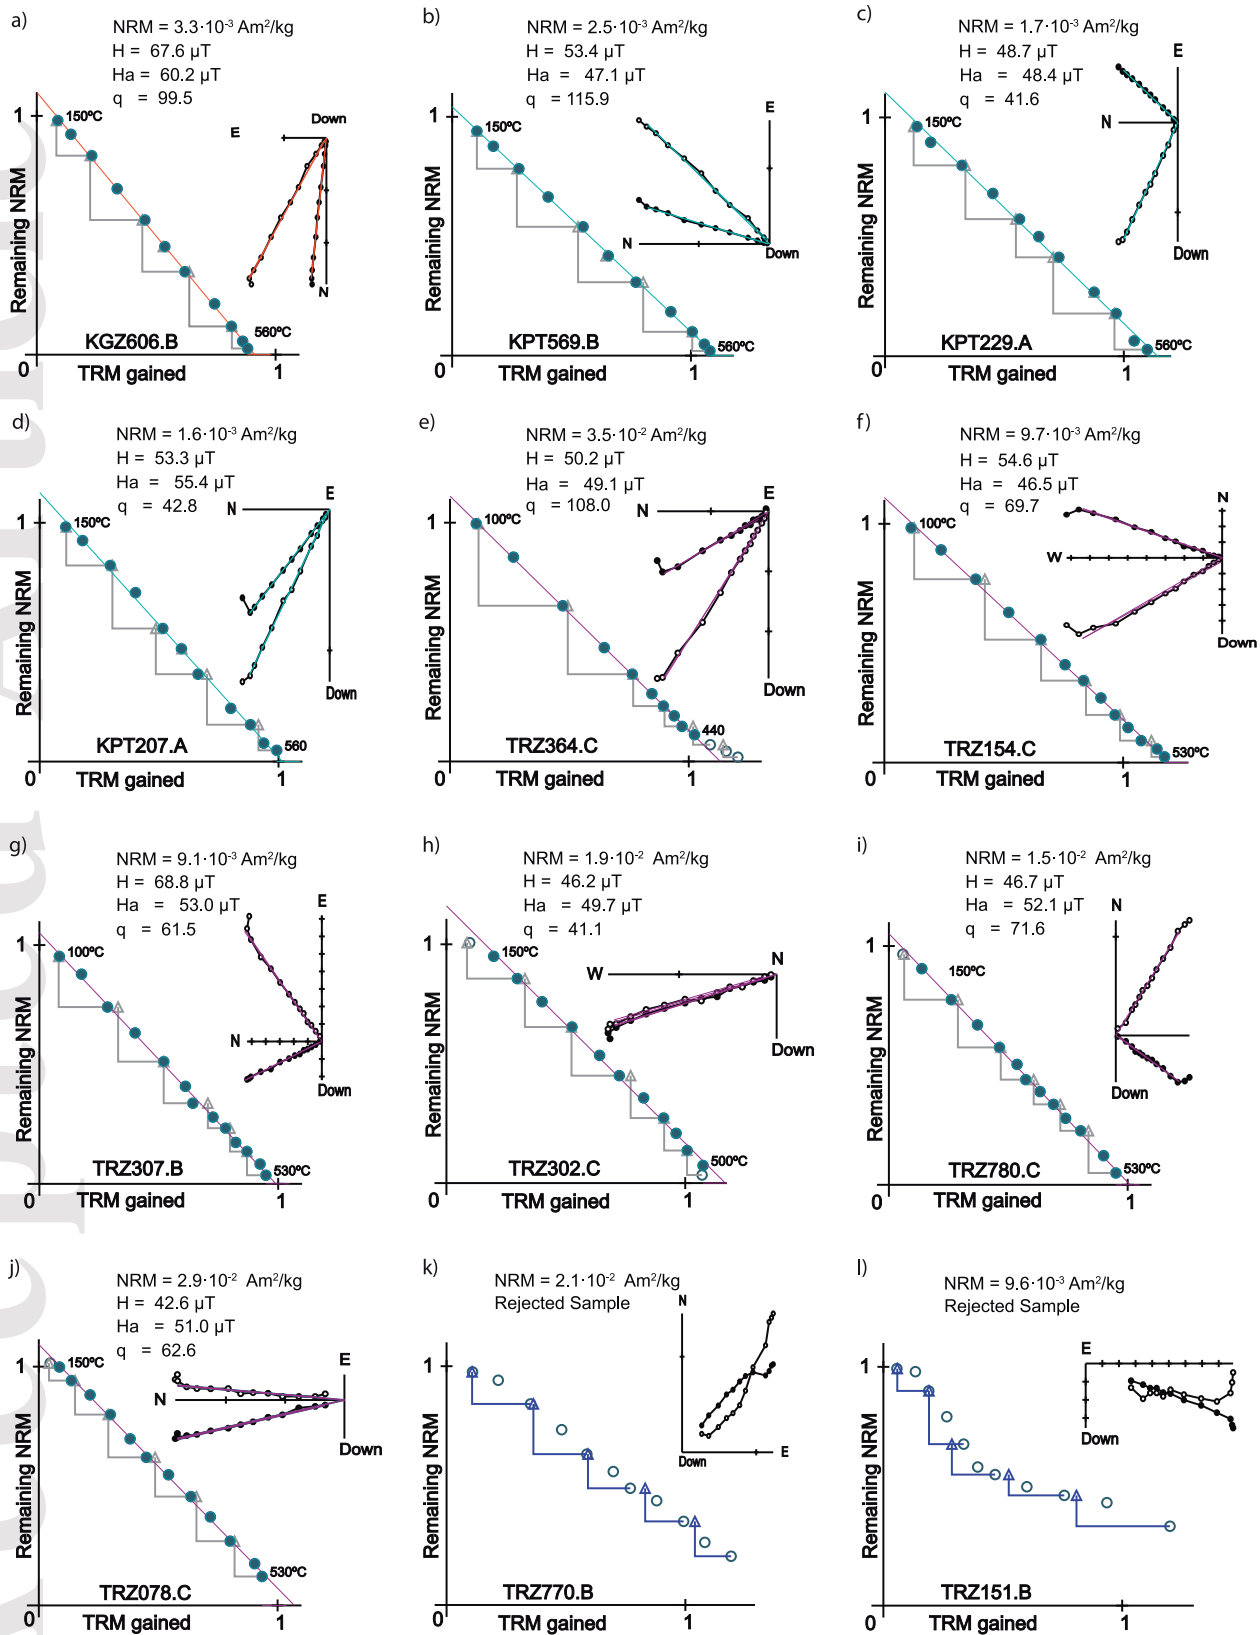 a)
NRM = 3.3·10⁻³ Am²/kg
H = 67.6 µT
Ha = 60.2 µT
q = 99.5
1
150ºC
E
Down
N
Remaining NRM
560ºC
KGZ606.B
0
TRM gained
1
b)
NRM = 2.5·10⁻³ Am²/kg
H = 53.4 µT
Ha = 47.1 µT
q = 115.9
1
150ºC
E
N
Down
Remaining NRM
560ºC
KPT569.B
0
TRM gained
1
c)
NRM = 1.7·10⁻³ Am²/kg
H = 48.7 µT
Ha = 48.4 µT
q = 41.6
1
150ºC
E
N
Down
Remaining NRM
560ºC
KPT229.A
0
TRM gained
1
d)
NRM = 1.6·10⁻³ Am²/kg
H = 53.3 µT
Ha = 55.4 µT
q = 42.8
1
150ºC
E
N
Down
Remaining NRM
560
KPT207.A
0
TRM gained
1
e)
NRM = 3.5·10⁻² Am²/kg
H = 50.2 µT
Ha = 49.1 µT
q = 108.0
1
100ºC
E
N
Down
Remaining NRM
440
TRZ364.C
0
TRM gained
1
f)
NRM = 9.7·10⁻³ Am²/kg
H = 54.6 µT
Ha = 46.5 µT
q = 69.7
1
100ºC
N
W
Down
Remaining NRM
530ºC
TRZ154.C
0
TRM gained
1
g)
NRM = 9.1·10⁻³ Am²/kg
H = 68.8 µT
Ha = 53.0 µT
q = 61.5
1
100ºC
E
N
Down
Remaining NRM
530ºC
TRZ307.B
0
TRM gained
1
h)
NRM = 1.9·10⁻² Am²/kg
H = 46.2 µT
Ha = 49.7 µT
q = 41.1
1
150ºC
W
N
Down
Remaining NRM
500ºC
TRZ302.C
0
TRM gained
1
i)
NRM = 1.5·10⁻² Am²/kg
H = 46.7 µT
Ha = 52.1 µT
q = 71.6
1
150ºC
N
Down
Remaining NRM
530ºC
TRZ780.C
0
TRM gained
1
j)
NRM = 2.9·10⁻² Am²/kg
H = 42.6 µT
Ha = 51.0 µT
q = 62.6
1
150ºC
E
N
Down
Remaining NRM
530ºC
TRZ078.C
0
TRM gained
1
k)
NRM = 2.1·10⁻² Am²/kg
Rejected Sample
1
N
Down
E
Remaining NRM
TRZ770.B
0
TRM gained
1
l)
NRM = 9.6·10⁻³ Am²/kg
Rejected Sample
1
E
Down
Remaining NRM
TRZ151.B
0
TRM gained
1